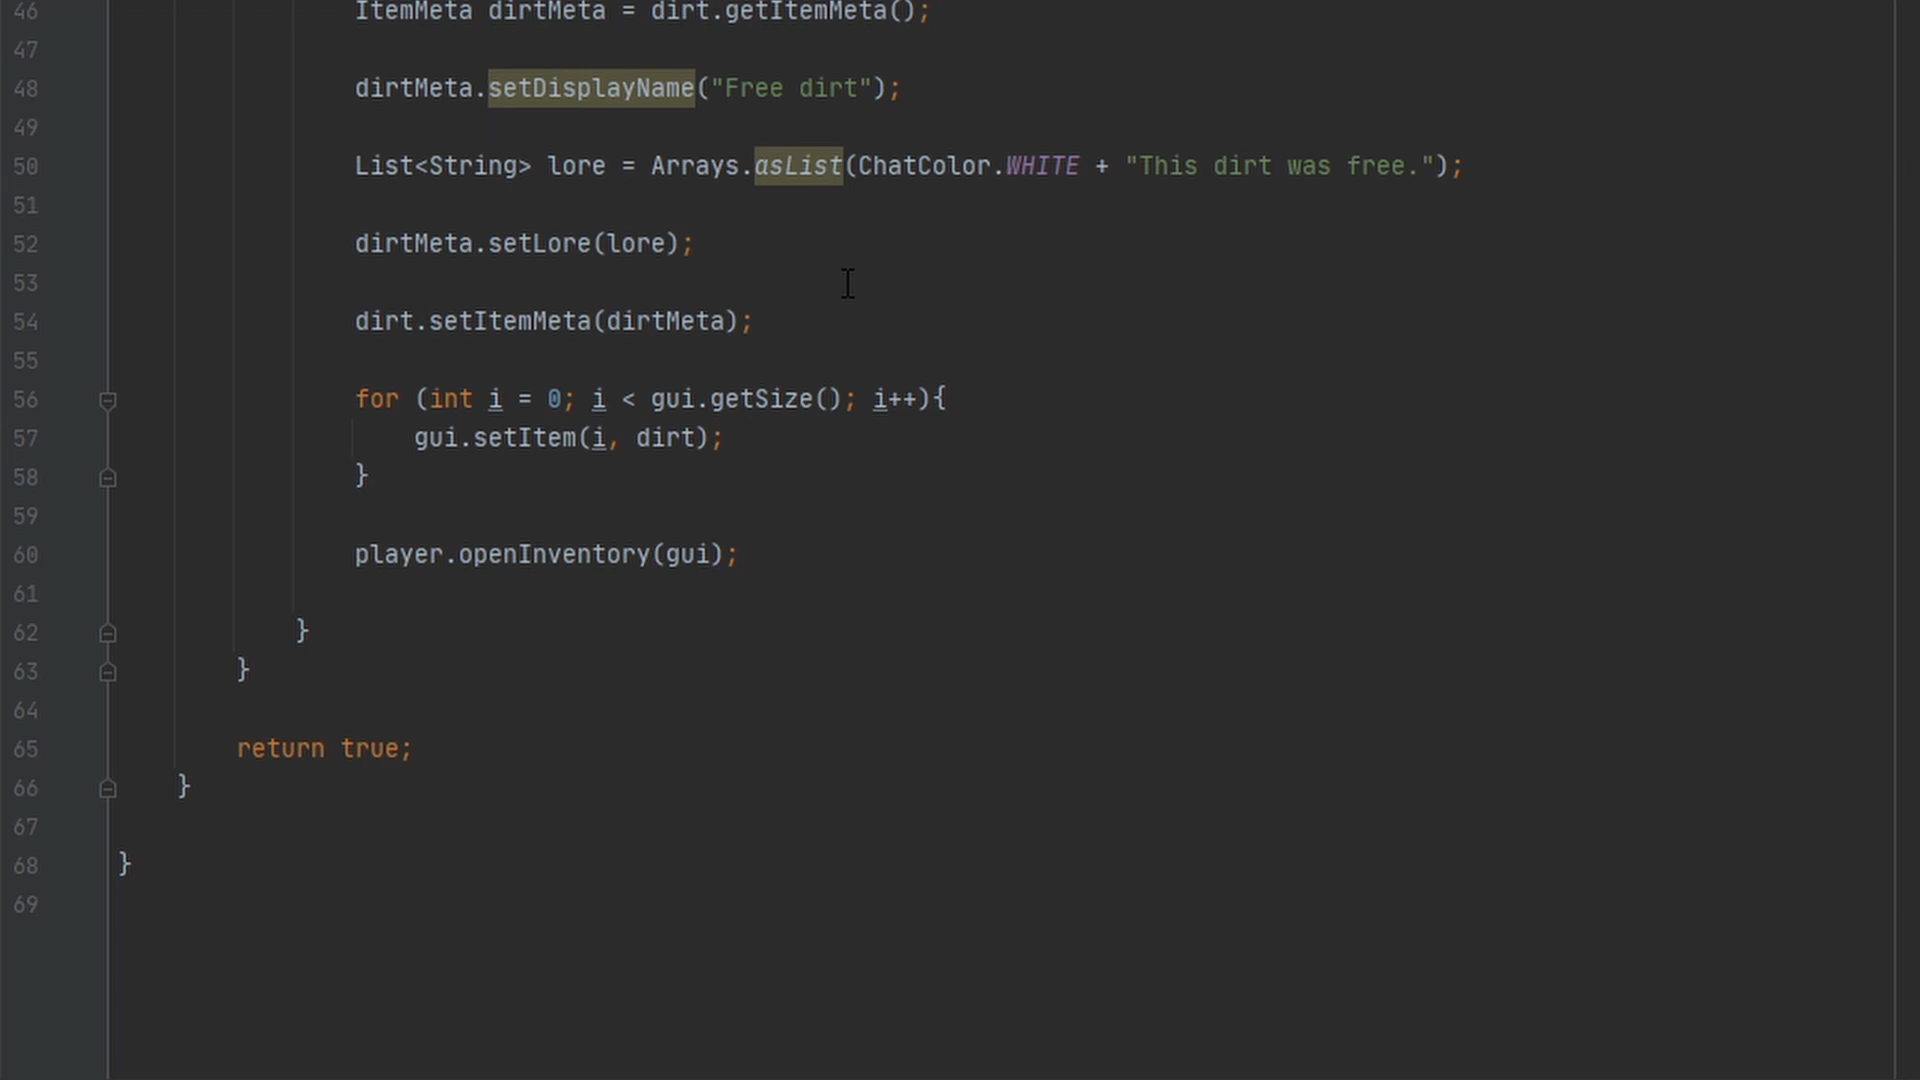 46 ItemMeta dirtMeta = dirt.getItemMeta();
47
48 dirtMeta.setDisplayName("Free dirt");
49
50 List<String> lore = Arrays.asList(ChatColor.WHITE + "This dirt was free.");
51
52 dirtMeta.setLore(lore);
53
54 dirt.setItemMeta(dirtMeta);
55
56 for (int i = 0; i < gui.getSize(); i++){
57 gui.setItem(i, dirt);
58 }
59
60 player.openInventory(gui);
61
62 }
63 }
64
65 return true;
66 }
67
68 }
69